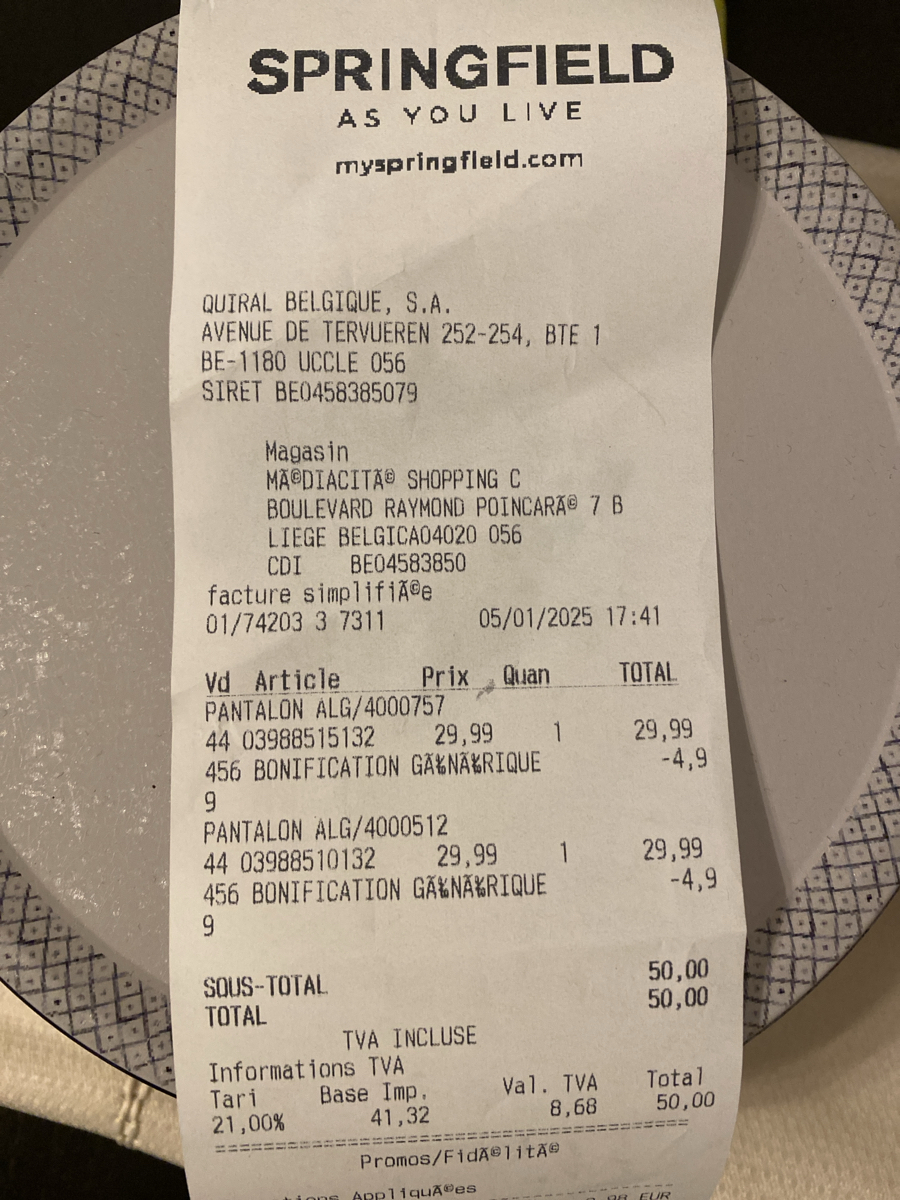 SPRINGFIELD
AS YOU LIVE
myspringfield.com
QUIRAL BELGIQUE, S.A.
AVENUE DE TERVUEREN 252-254, BTE 1
BE-1180 UCCLE 056
SIRET BE0458385079
Magasin
MÃ©DIACITÃ© SHOPPING C
BOULEVARD RAYMOND POINCARÃ© 7 B
LIEGE BELGICA04020 056
CDI BE04583850
facture simplifiÃ©e
01/74203 3 7311 05/01/2025 17:41
Vd Article Prix Quan TOTAL
PANTALON ALG/4000757
44 03988515132 29,99 1 29,99
456 BONIFICATION GÃ‰NÃ‰RIQUE -4,9
9
PANTALON ALG/4000512
44 03988510132 29,99 1 29,99
456 BONIFICATION GÃ‰NÃ‰RIQUE -4,9
9
SOUS-TOTAL 50,00
TOTAL 50,00
TVA INCLUSE
Informations TVA
Tari Base Imp. Val. TVA Total
21,00% 41,32 8,68 50,00
Promos/FidÃ©litÃ©
AppliquÃ©es
EUR